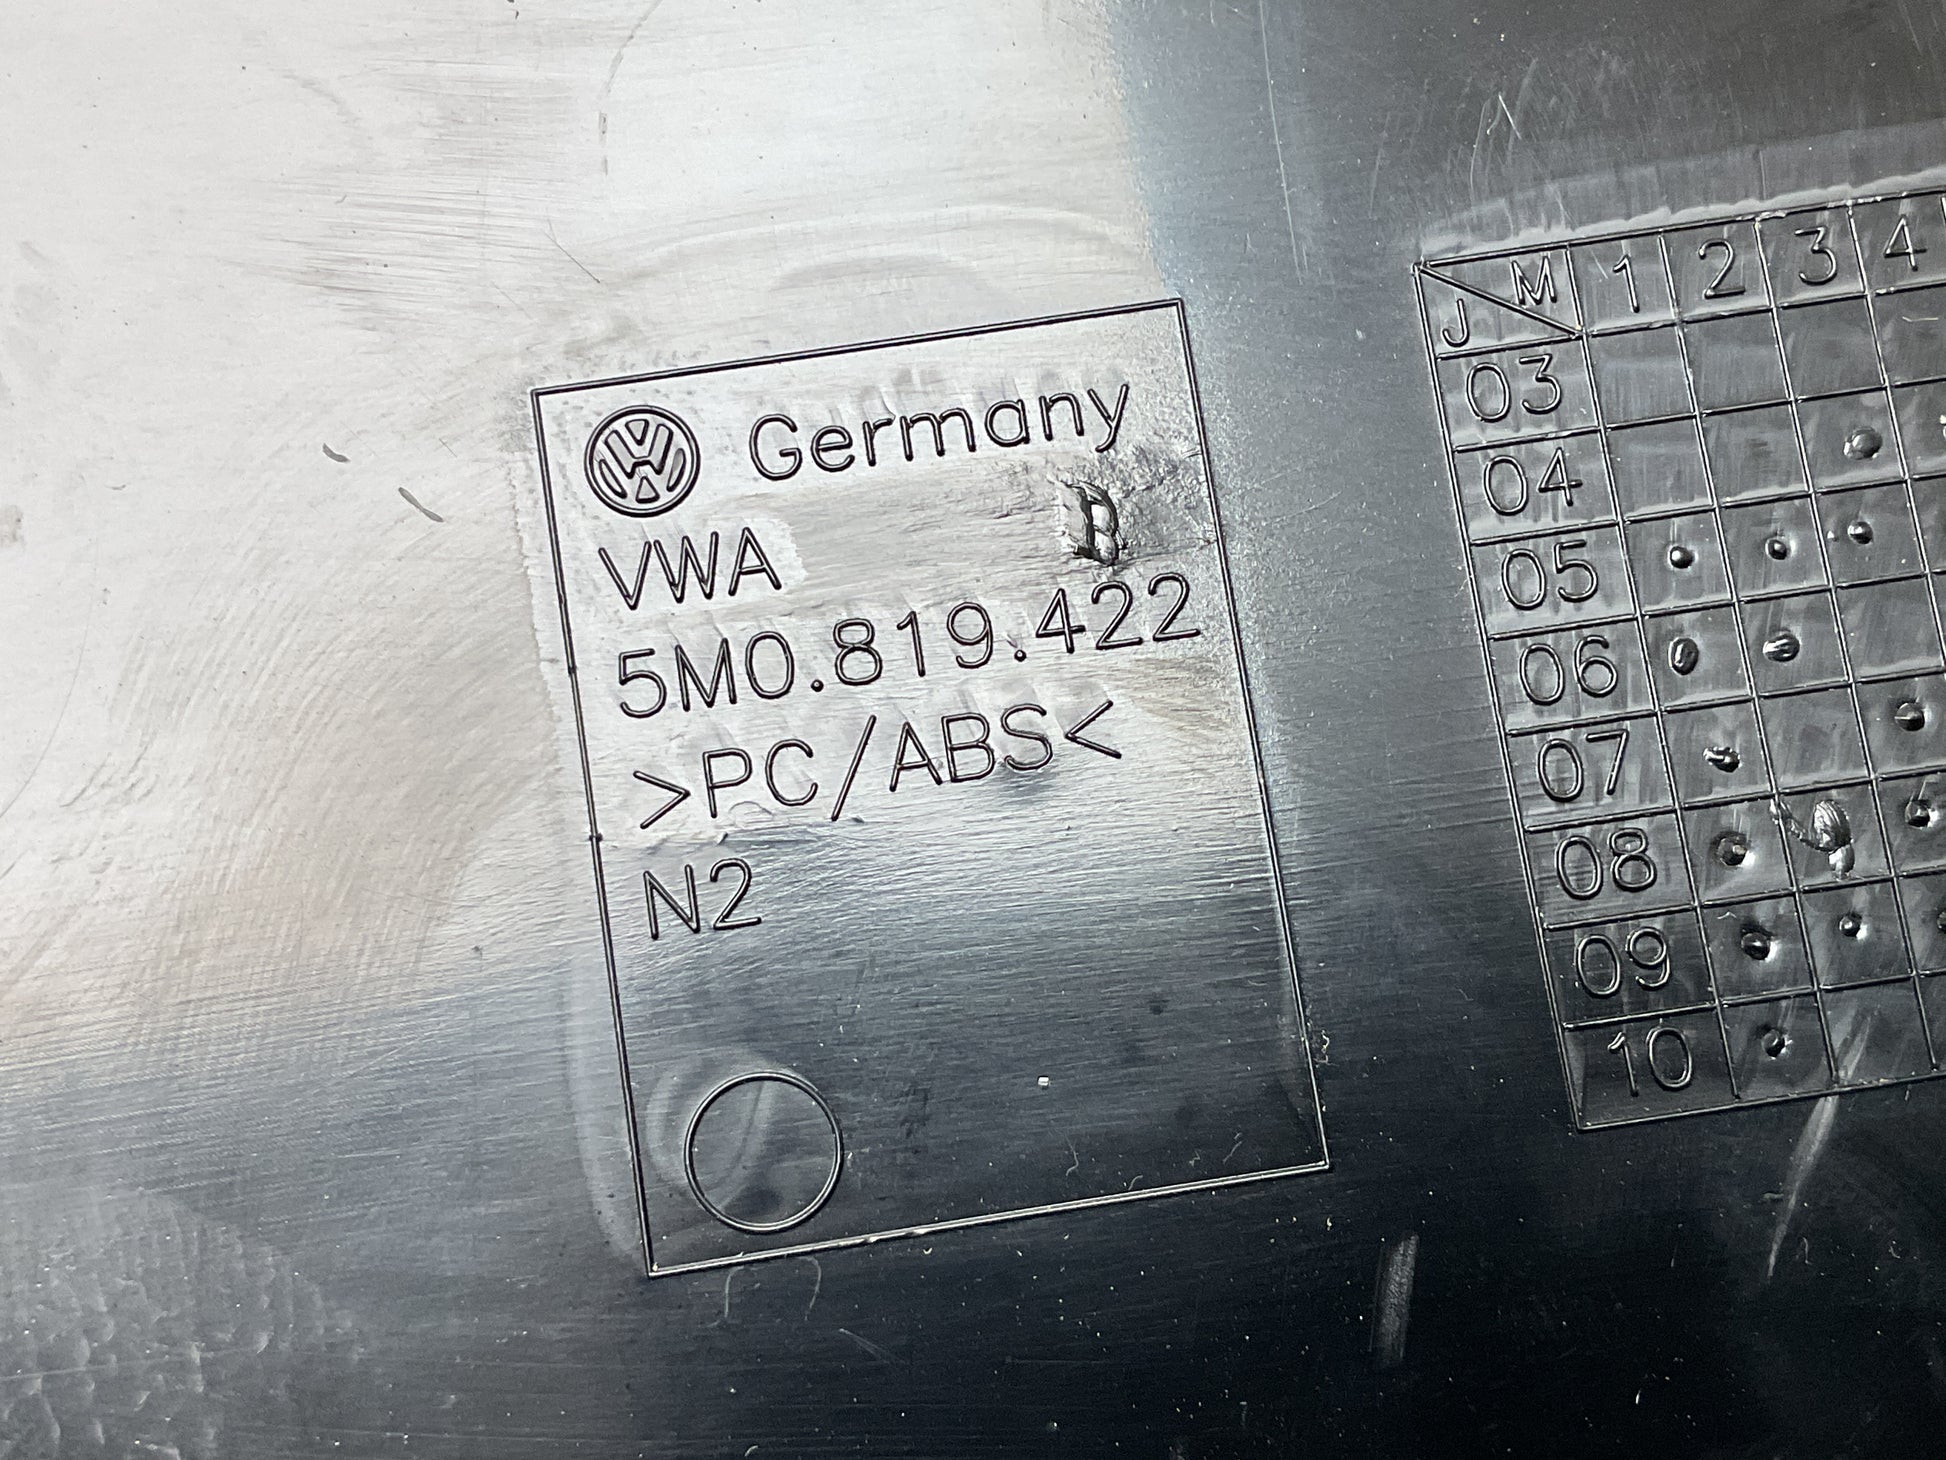 Germany
B
VWA
5M0.819.422
>PC/ABS<
N2
J M 1 2 3 4
03
04
05
06
07
08
09
10